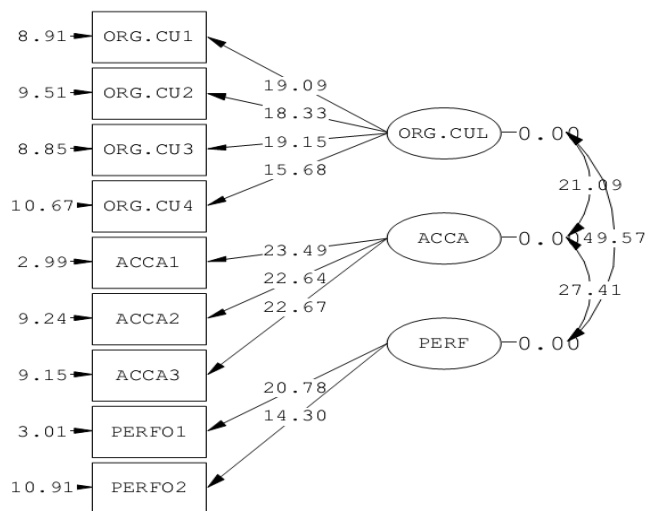 8.91 ORG.CU1
19.09
9.51 ORG.CU2
18.33
8.85 ORG.CU3
19.15
ORG.CUL 0.00
15.68
10.67 ORG.CU4
21.09
2.99 ACCA1
23.49
ACCA 0.00
49.57
22.64
9.24 ACCA2
22.67
27.41
9.15 ACCA3
PERF 0.00
20.78
3.01 PERFO1
14.30
10.91 PERFO2